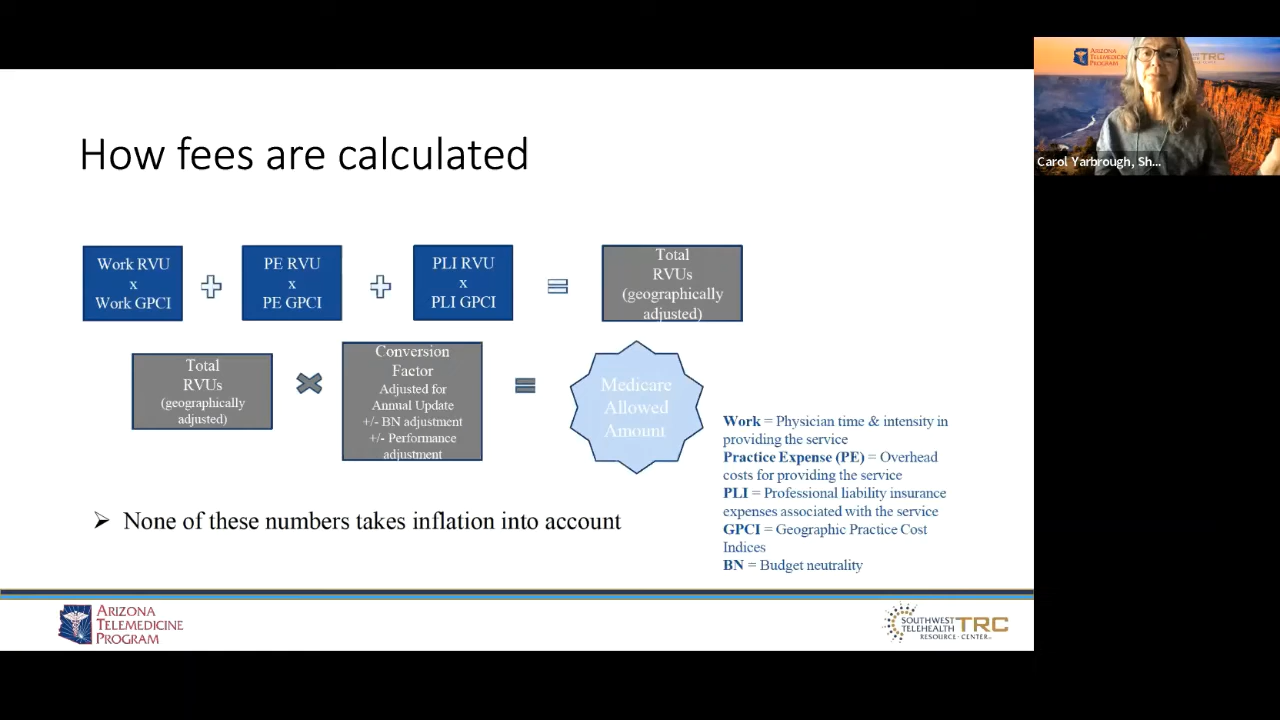 How fees are calculated
Work RVU
x
Work GPCI
PE RVU
x
PE GPCI
PLI RVU
x
PLI GPCI
Total
RVUs
(geographically
adjusted)
Total
RVUs
(geographically
adjusted)
Conversion
Factor
Adjusted for
Annual Update
+/- BN adjustment
+/- Performance
adjustment
Medicare
Allowed
Amount
Work = Physician time & intensity in
providing the service
Practice Expense (PE) = Overhead
costs for providing the service
PLI = Professional liability insurance
expenses associated with the service
GPCI = Geographic Practice Cost
Indices
BN = Budget neutrality
➢ None of these numbers takes inflation into account
ARIZONA
TELEMEDICINE
PROGRAM
SOUTHWEST
TELEHEALTH
RESOURCE · CENTER
TRC
ARIZONA
TELEMEDICINE
PROGRAM
TRC
Carol Yarbrough, Sh...